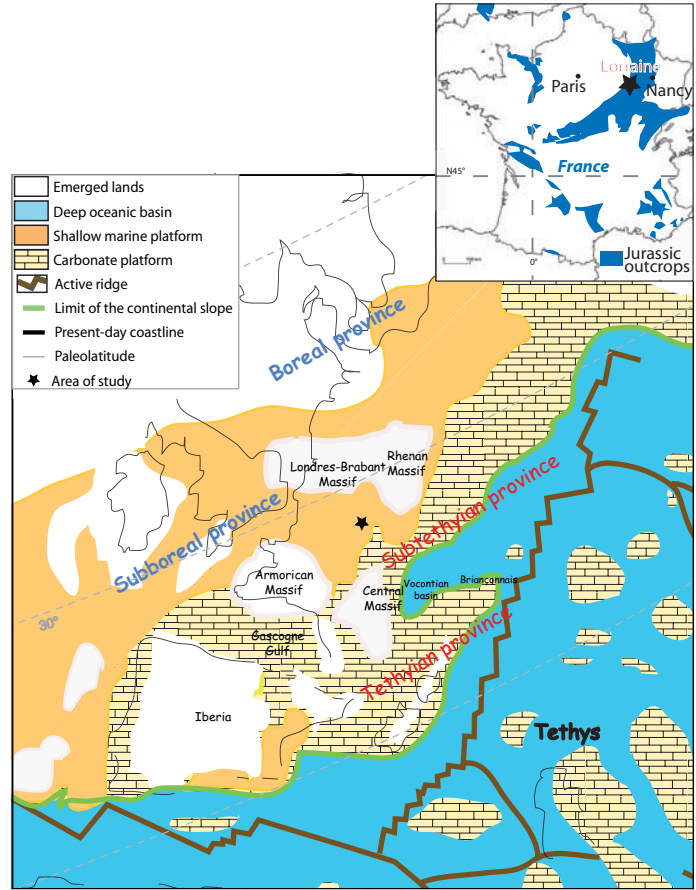 Lorraine
Paris
Nancy
N45°
France
Jurassic
outcrops
0°
Emerged lands
Deep oceanic basin
Shallow marine platform
Carbonate platform
Active ridge
Limit of the continental slope
Present-day coastline
Paleolatitude
Area of study
Boreal province
Rhenan
Massif
Londres-Brabant
Massif
Subtethyian province
Subboreal province
Armorican
Massif
Vocontian
basin
Briançonnais
Central
Massif
30°
Gascogne
Gulf
Tethyian province
Iberia
Tethys